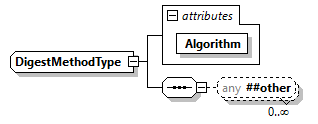 attributes
Algorithm
DigestMethodType
any ##other
0..∞